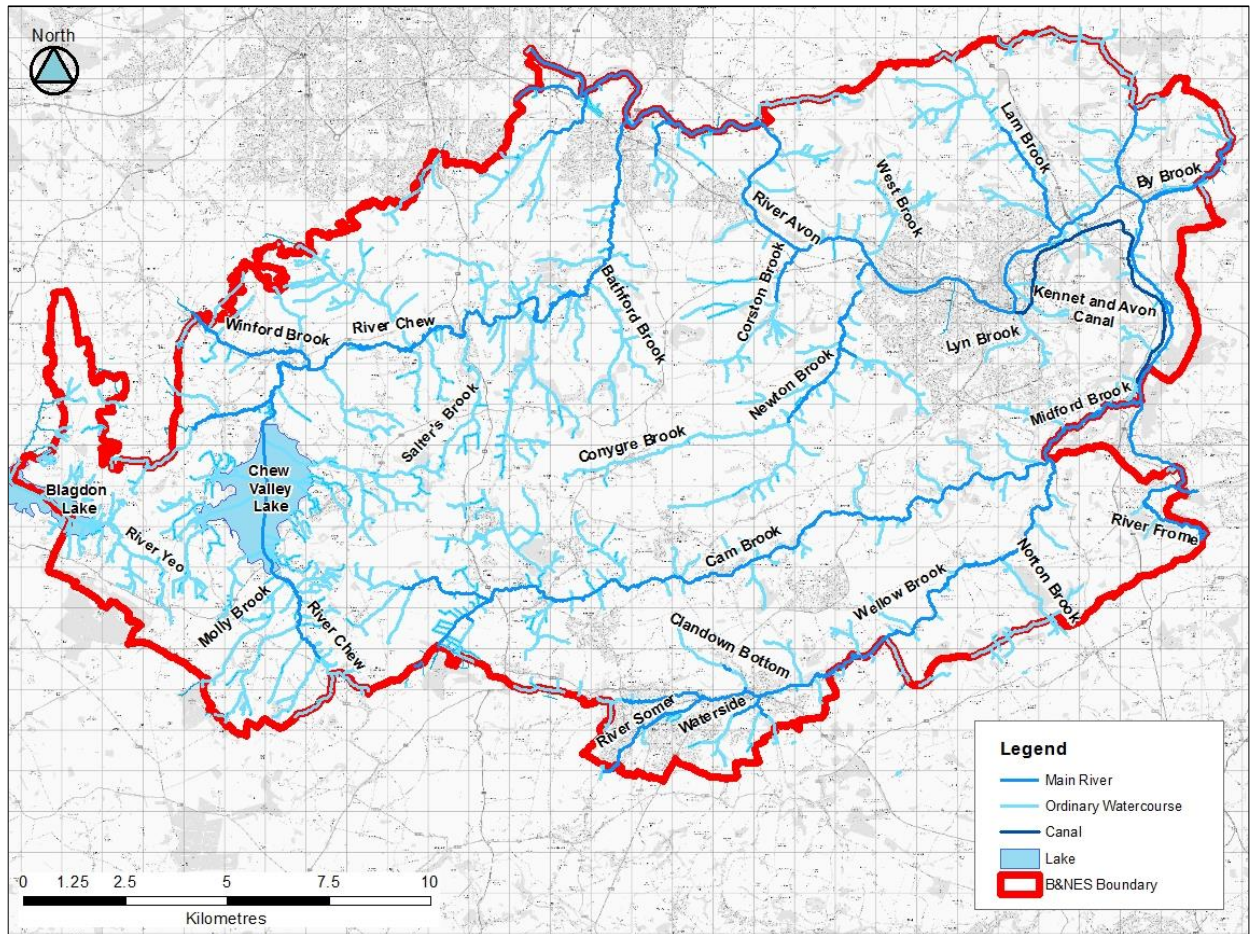 North
Lam Brook
By Brook
West Brook
River Avon
Bathford Brook
Corston Brook
Kennet and Avon
Canal
Winford Brook
River Chew
Lyn Brook
Newton Brook
Midford Brook
Salter's Brook
Conygre Brook
Chew
Valley
Lake
Blagdon
Lake
River Yeo
River Frome
Cam Brook
Norton Brook
Wellow Brook
Molly Brook
River Chew
Clandown Bottom
River Somer
Waterside
Legend
Main River
Ordinary Watercourse
Canal
Lake
B&NES Boundary
0 1.25 2.5 5 7.5 10
Kilometres